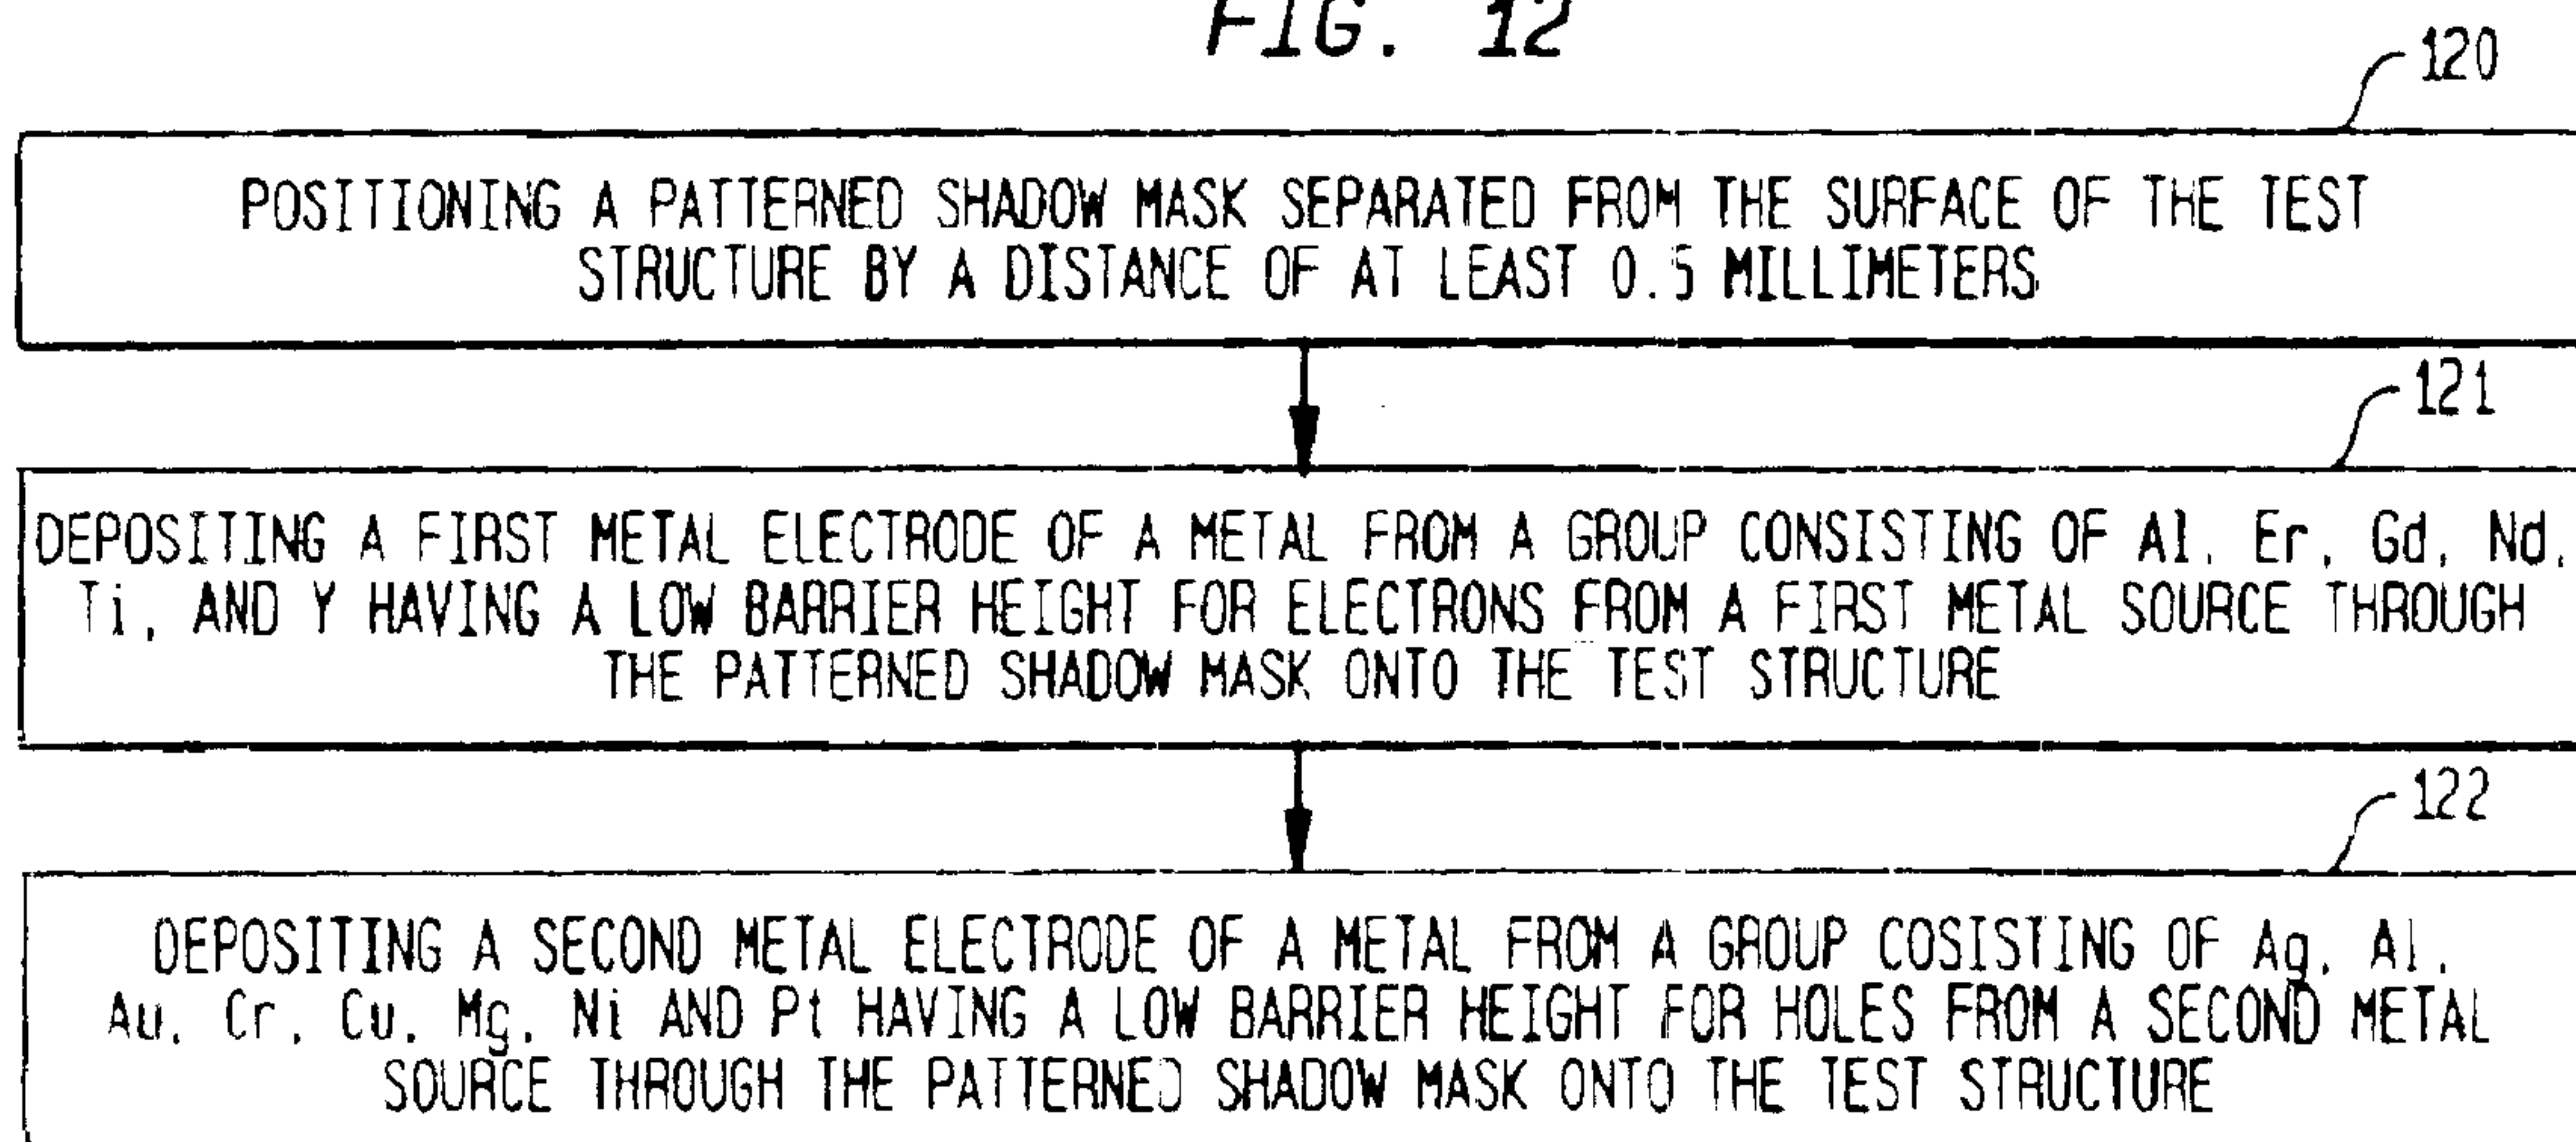 FIG. 12
120
POSITIONING A PATTERNED SHADOW MASK SEPARATED FROM THE SURFACE OF THE TEST
STRUCTURE BY A DISTANCE OF AT LEAST 0.5 MILLIMETERS
121
DEPOSITING A FIRST METAL ELECTRODE OF A METAL FROM A GROUP CONSISTING OF Al, Er, Gd, Nd,
Ti, AND Y HAVING A LOW BARRIER HEIGHT FOR ELECTRONS FROM A FIRST METAL SOURCE THROUGH
THE PATTERNED SHADOW MASK ONTO THE TEST STRUCTURE
122
DEPOSITING A SECOND METAL ELECTRODE OF A METAL FROM A GROUP COSISTING OF Ag, Al,
Au, Cr, Cu, Mg, Ni AND Pt HAVING A LOW BARRIER HEIGHT FOR HOLES FROM A SECOND METAL
SOURCE THROUGH THE PATTERNED SHADOW MASK ONTO THE TEST STRUCTURE